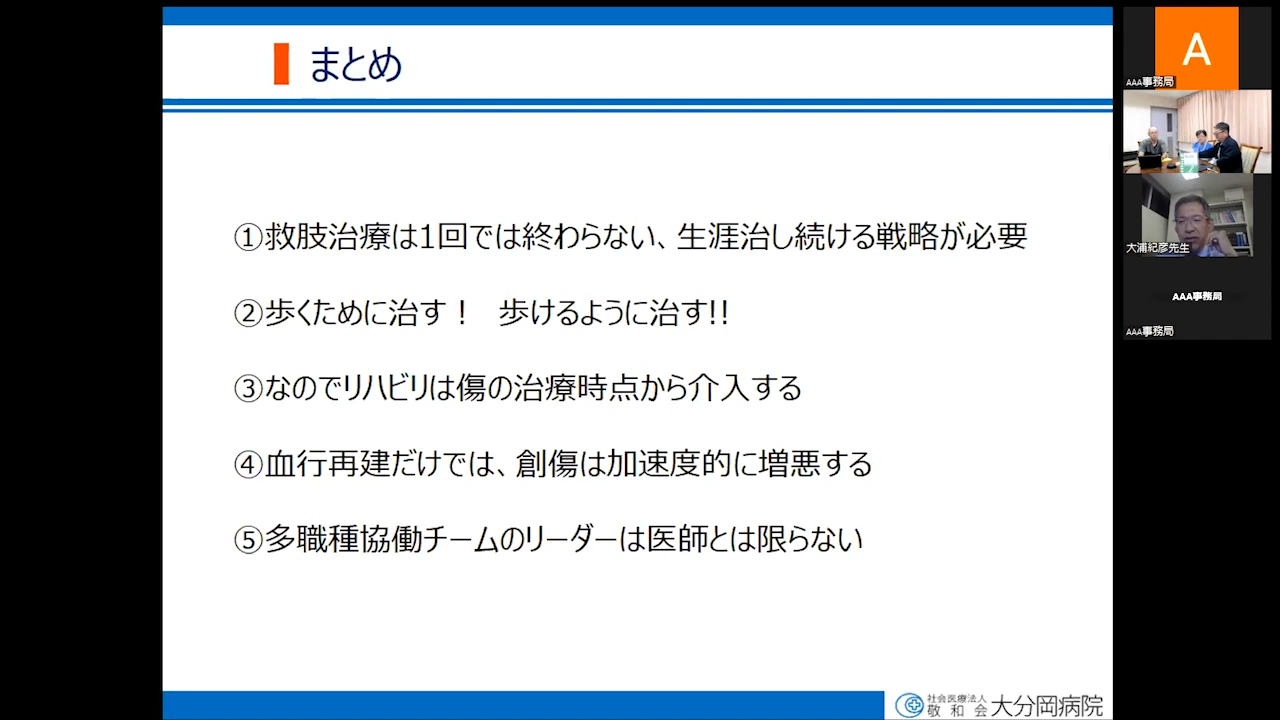 まとめ
①救肢治療は1回では終わらない、生涯治し続ける戦略が必要
②歩くために治す！　歩けるように治す!!
③なのでリハビリは傷の治療時点から介入する
④血行再建だけでは、創傷は加速度的に増悪する
⑤多職種協働チームのリーダーは医師とは限らない
社会医療法人
敬和会
大分岡病院
A
AAA事務局
大浦紀彦先生
AAA事務局
AAA事務局